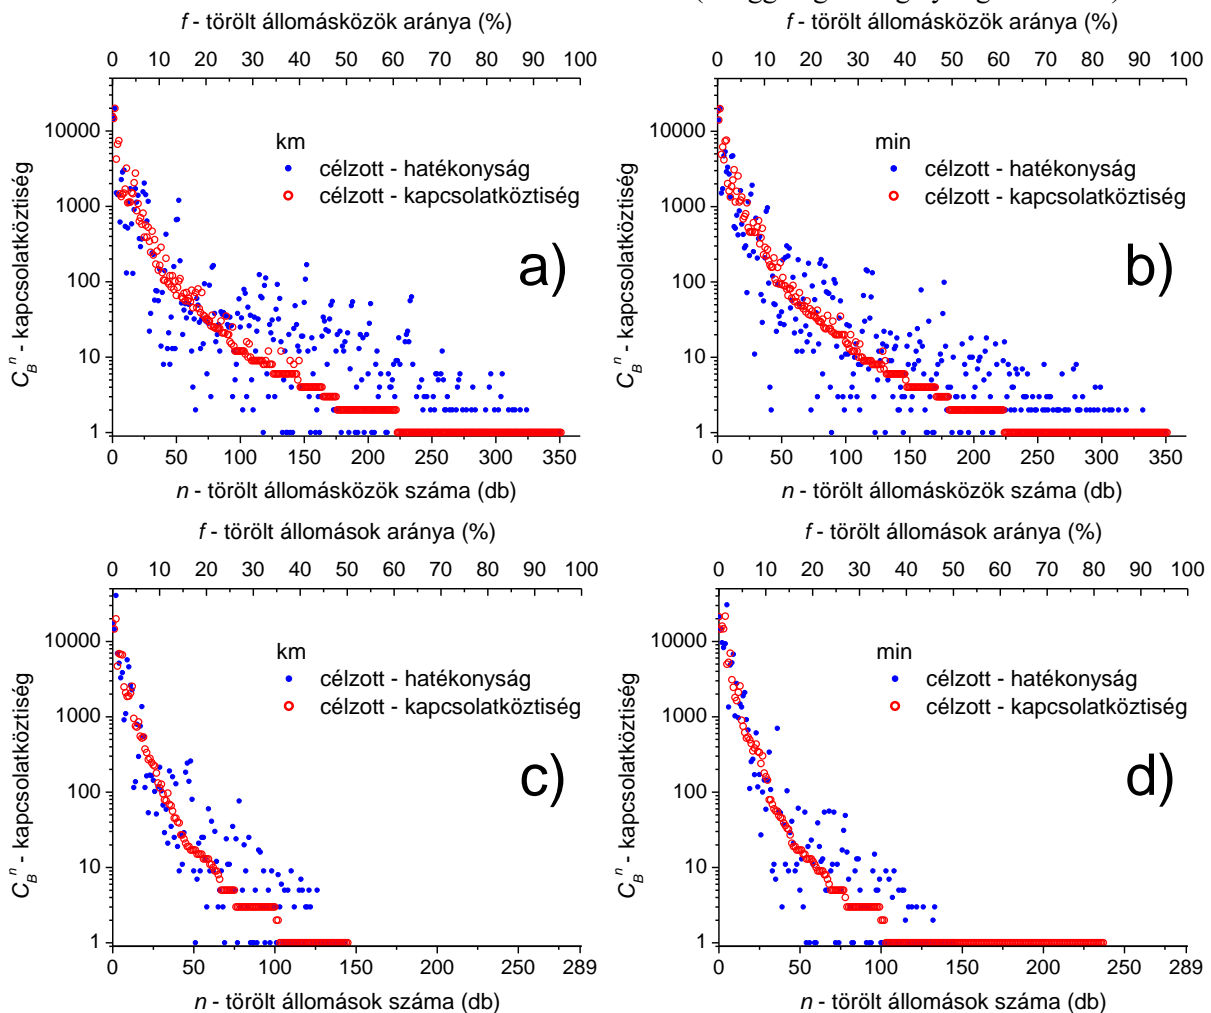 f - törölt állomásközök aránya (%)
0 10 20 30 40 50 60 70 80 90 100
10000
1000
100
10
1
C_B^n - kapcsolatköztiség
km
célzott - hatékonyság
célzott - kapcsolatköztiség
a)
0 50 100 150 200 250 300 350
n - törölt állomásközök száma (db)
f - törölt állomásközök aránya (%)
0 10 20 30 40 50 60 70 80 90 100
10000
1000
100
10
1
C_B^n - kapcsolatköztiség
min
célzott - hatékonyság
célzott - kapcsolatköztiség
b)
0 50 100 150 200 250 300 350
n - törölt állomásközök száma (db)
f - törölt állomások aránya (%)
0 10 20 30 40 50 60 70 80 90 100
10000
1000
100
10
1
C_B^n - kapcsolatköztiség
km
célzott - hatékonyság
célzott - kapcsolatköztiség
c)
0 50 100 150 200 250 289
n - törölt állomások száma (db)
f - törölt állomások aránya (%)
0 10 20 30 40 50 60 70 80 90 100
10000
1000
100
10
1
C_B^n - kapcsolatköztiség
min
célzott - hatékonyság
célzott - kapcsolatköztiség
d)
0 50 100 150 200 250 289
n - törölt állomások száma (db)